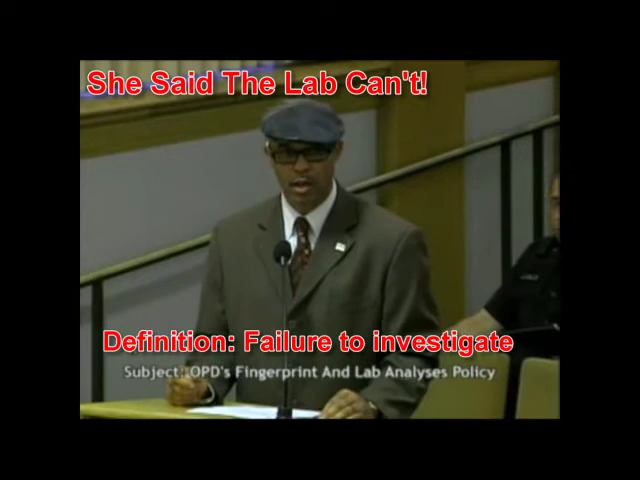 She Said The Lab Can't!
Definition: Failure to investigate
Subject: OPD's Fingerprint And Lab Analyses Policy